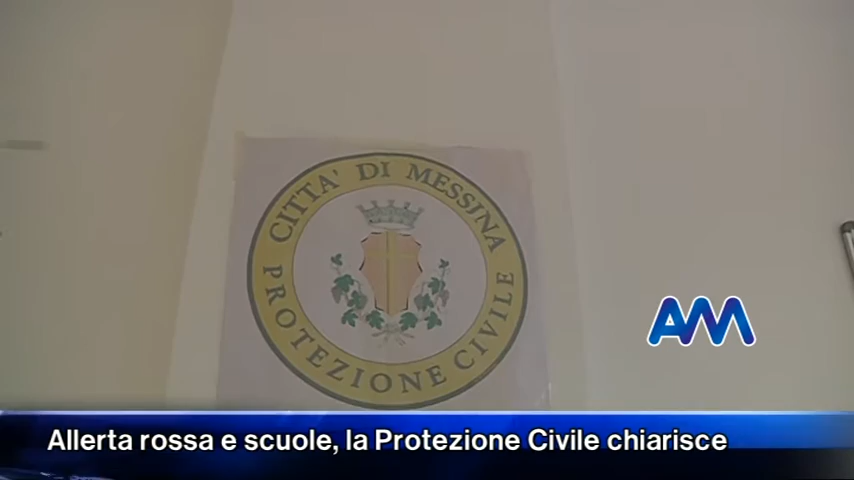 CITTA' DI MESSINA
PROTEZIONE CIVILE
AM
Allerta rossa e scuole, la Protezione Civile chiarisce